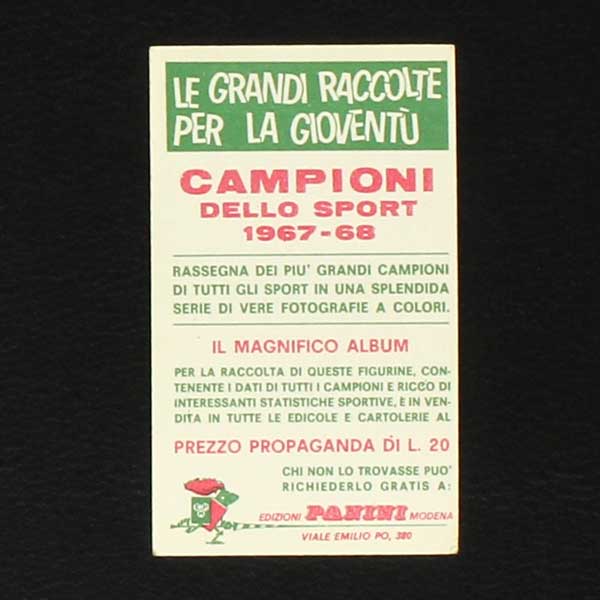 LE GRANDI RACCOLTE
PER LA GIOVENTÙ
CAMPIONI
DELLO SPORT
1967-68
RASSEGNA DEI PIU' GRANDI CAMPIONI
DI TUTTI GLI SPORT IN UNA SPLENDIDA
SERIE DI VERE FOTOGRAFIE A COLORI.
IL MAGNIFICO ALBUM
PER LA RACCOLTA DI QUESTE FIGURINE, CON-
TENENTE I DATI DI TUTTI I CAMPIONI E RICCO DI
INTERESSANTI STATISTICHE SPORTIVE, È IN VEN-
DITA IN TUTTE LE EDICOLE E CARTOLERIE AL
PREZZO PROPAGANDA DI L. 20
CHI NON LO TROVASSE PUO'
RICHIEDERLO GRATIS A:
EDIZIONI PANINI MODENA
VIALE EMILIO PO, 380